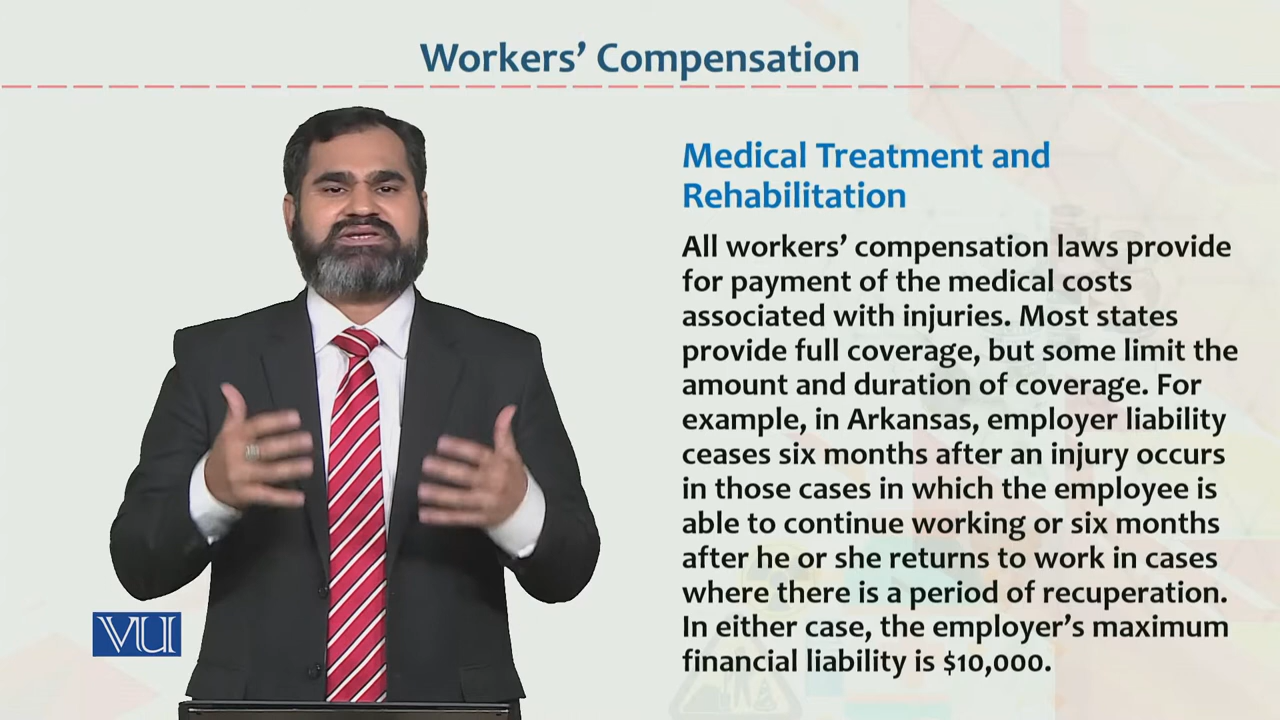 Workers’ Compensation
Medical Treatment and
Rehabilitation
All workers’ compensation laws provide
for payment of the medical costs
associated with injuries. Most states
provide full coverage, but some limit the
amount and duration of coverage. For
example, in Arkansas, employer liability
ceases six months after an injury occurs
in those cases in which the employee is
able to continue working or six months
after he or she returns to work in cases
where there is a period of recuperation.
In either case, the employer’s maximum
financial liability is $10,000.
VU